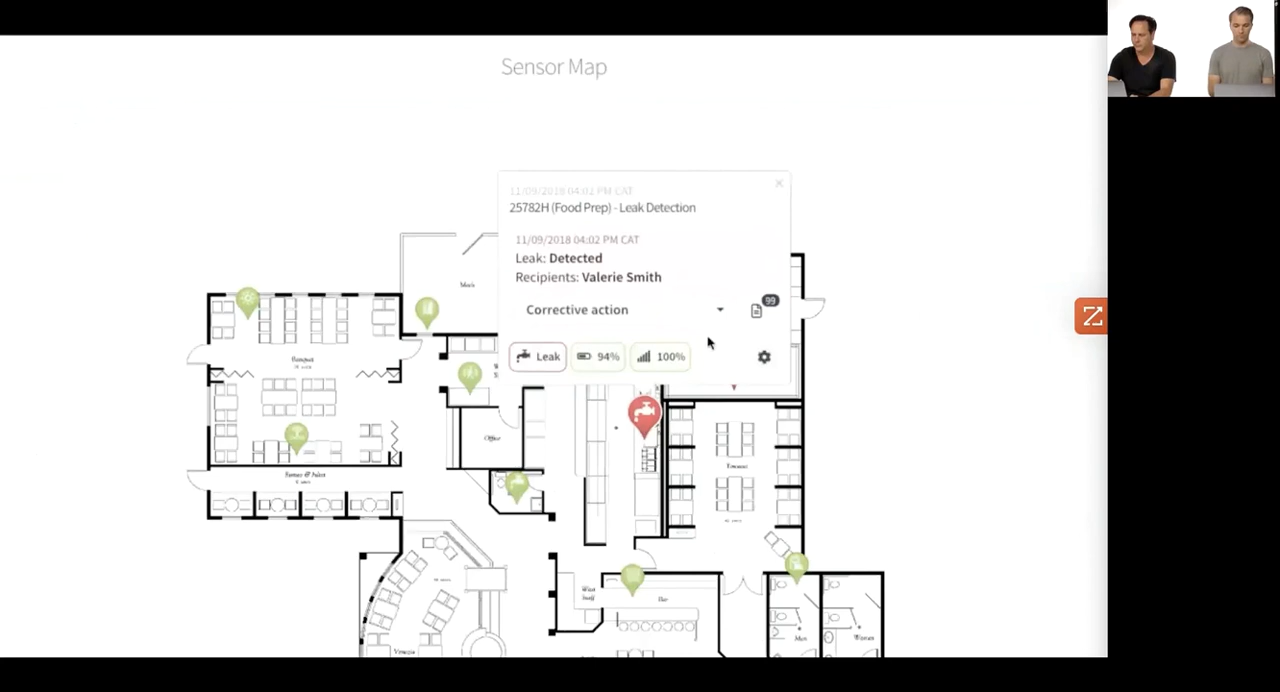 Sensor Map
11/09/2018 04:02 PM CAT
25782H (Food Prep) - Leak Detection
11/09/2018 04:02 PM CAT
Leak: Detected
Recipients: Valerie Smith
Corrective action
99
Leak
94%
100%
Office
Bar
Men
Women